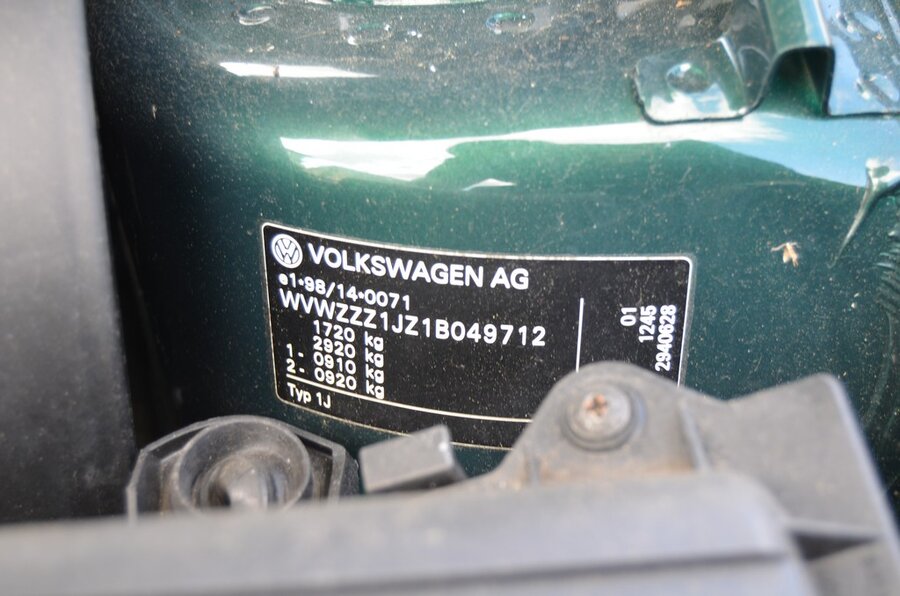 VOLKSWAGEN AG
e1•98/14•0071
WVWZZZ1JZ1B049712
1720 kg
2920 kg
1- 0910 kg
2- 0920 kg
Typ 1J
01
1245
2940628